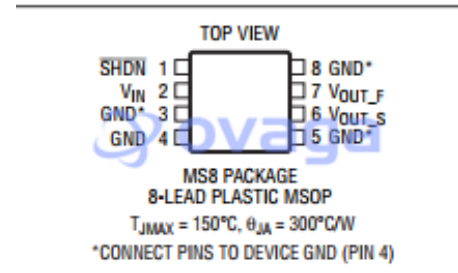 TOP VIEW
SHDN 1 8 GND*
VIN 2 7 VOUT_F
GND* 3 6 VOUT_S
GND 4 5 GND*
ovaga
MS8 PACKAGE
8-LEAD PLASTIC MSOP
TJMAX = 150°C, θJA = 300°C/W
*CONNECT PINS TO DEVICE GND (PIN 4)